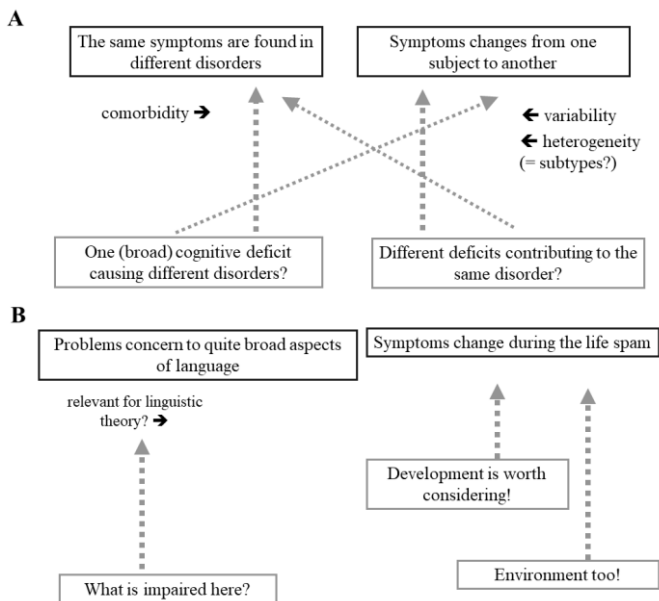 A
The same symptoms are found in
different disorders
Symptoms changes from one
subject to another
comorbidity ➔
← variability
← heterogeneity
(= subtypes?)
One (broad) cognitive deficit
causing different disorders?
Different deficits contributing to the
same disorder?
B
Problems concern to quite broad aspects
of language
Symptoms change during the life spam
relevant for linguistic
theory? ➔
Development is worth
considering!
What is impaired here?
Environment too!